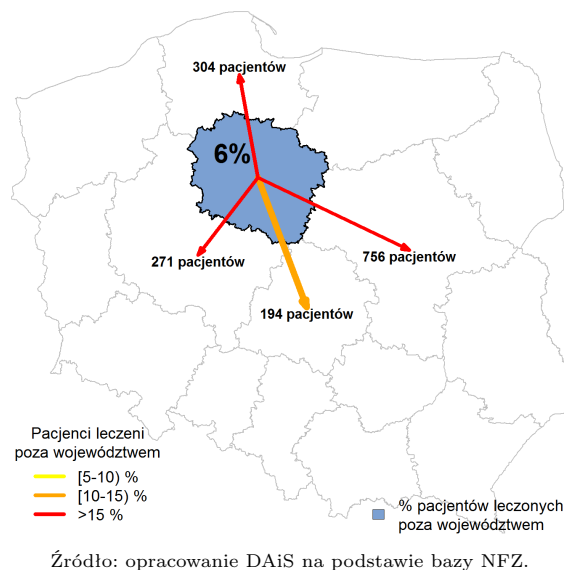 304 pacjentów
6%
271 pacjentów
756 pacjentów
194 pacjentów
Pacjenci leczeni
poza województwem
[5-10) %
[10-15) %
>15 %
% pacjentów leczonych
poza województwem
Źródło: opracowanie DAiS na podstawie bazy NFZ.